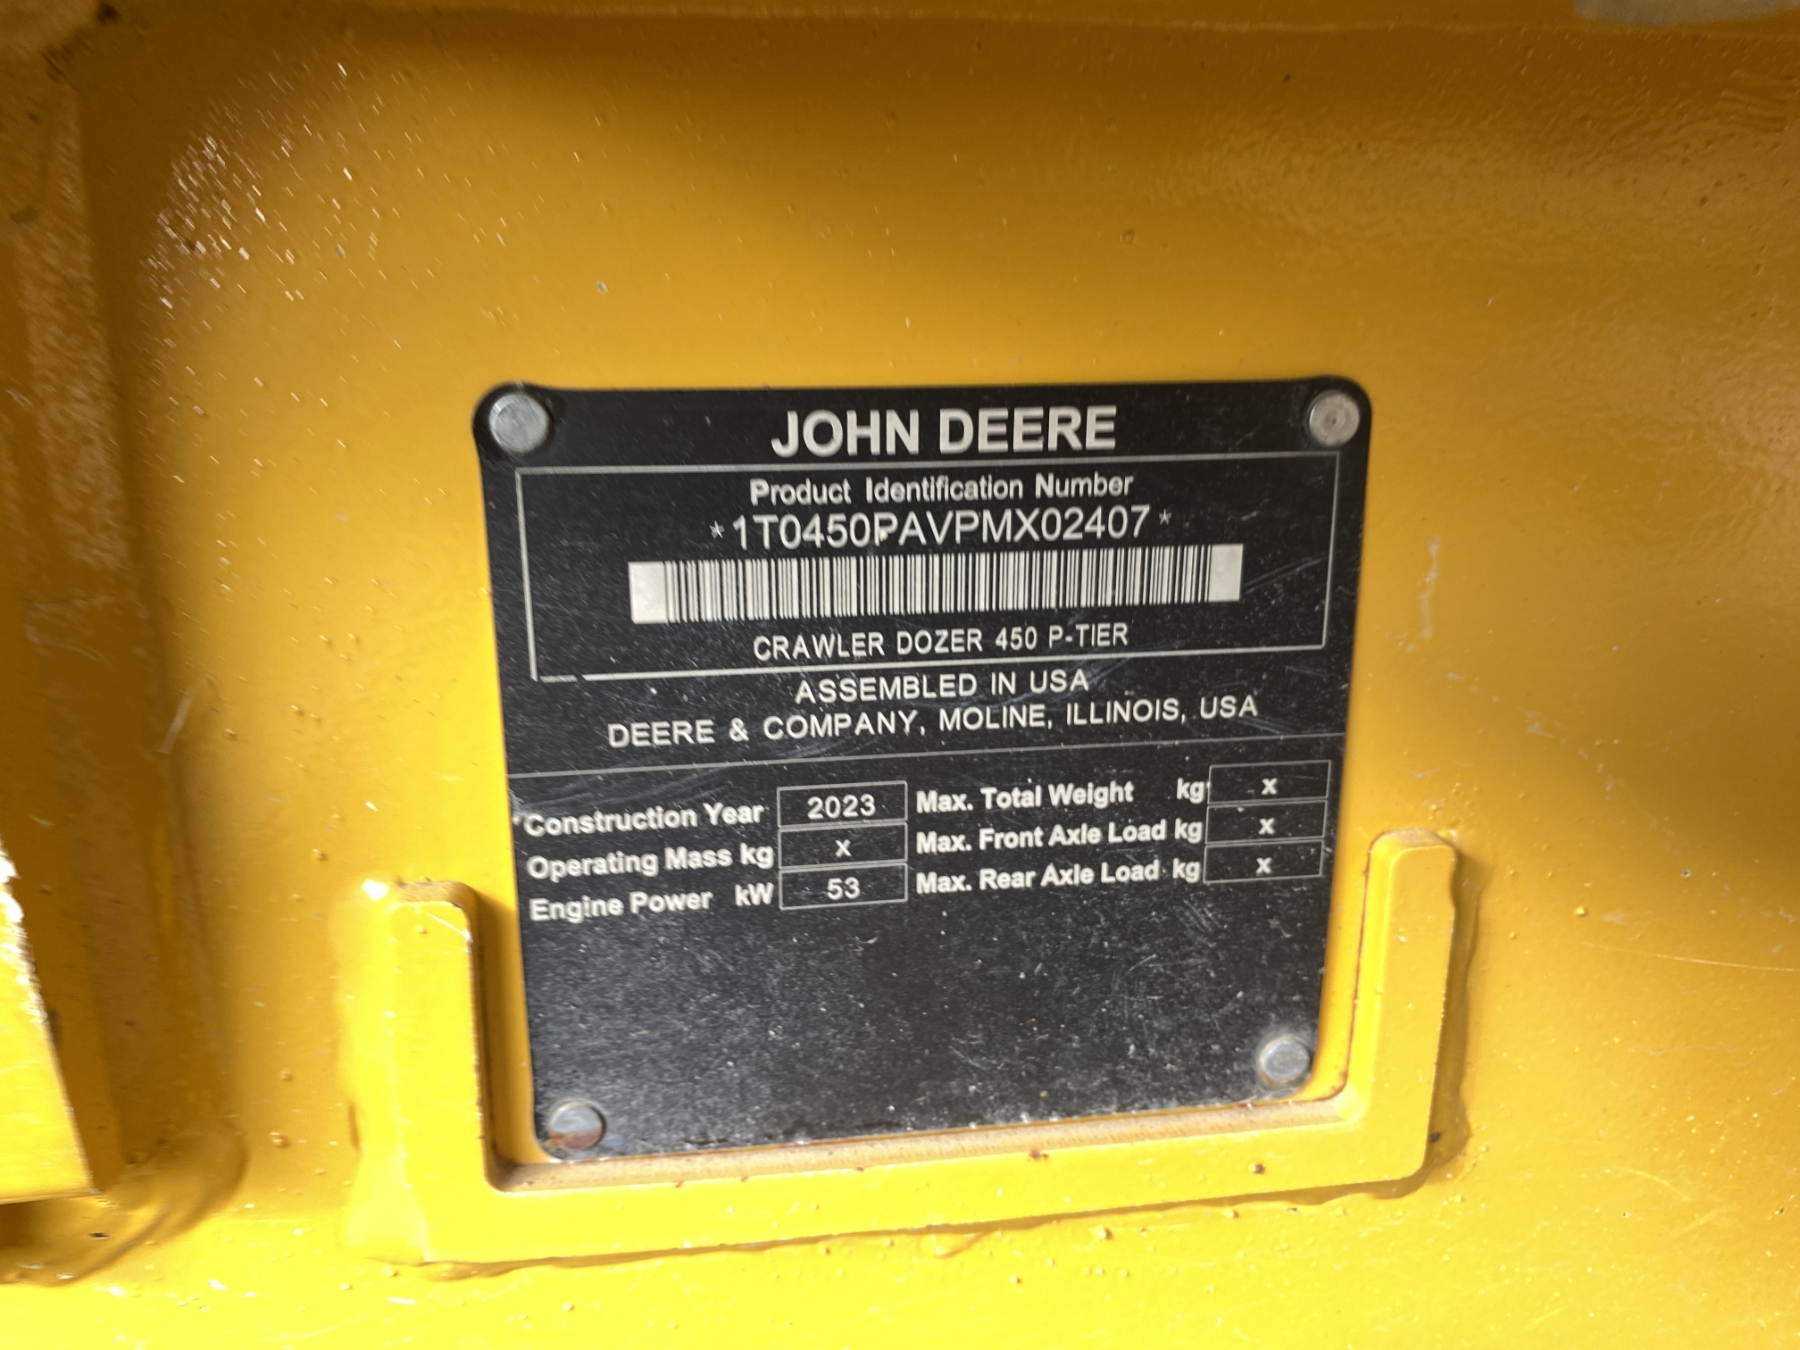 JOHN DEERE
Product Identification Number
*1T0450PAVPMX02407*
CRAWLER DOZER 450 P-TIER
ASSEMBLED IN USA
DEERE & COMPANY, MOLINE, ILLINOIS, USA
Construction Year 2023 Max. Total Weight kg x
Operating Mass kg x Max. Front Axle Load kg x
Engine Power kW 53 Max. Rear Axle Load kg x